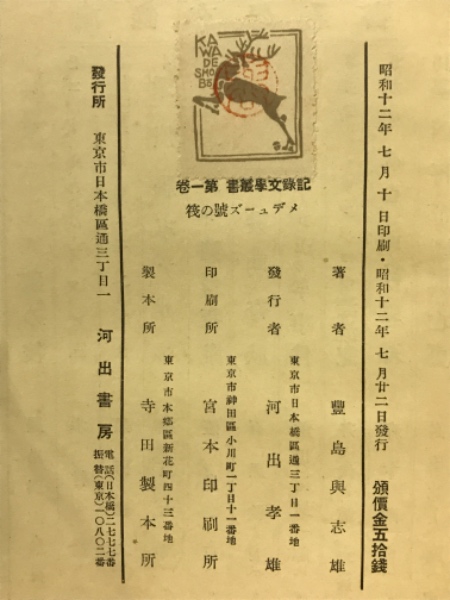 KA
WA
DE
SHO
BŌ
記錄文學叢書 第一卷
メデューズ號の筏
昭和十二年七月十日印刷・昭和十二年七月廿二日發行 頒價金五拾錢
著者 豐島與志雄
東京市日本橋區通三丁目一番地
發行者 河出孝雄
東京市神田區小川町一丁目十一番地
印刷所 宮本印刷所
東京市本鄕區新花町四十三番地
製本所 寺田製本所
發行所 東京市日本橋區通三丁目一 河出書房
電話(日本橋)二七七七番
振替(東京)一〇八〇二番